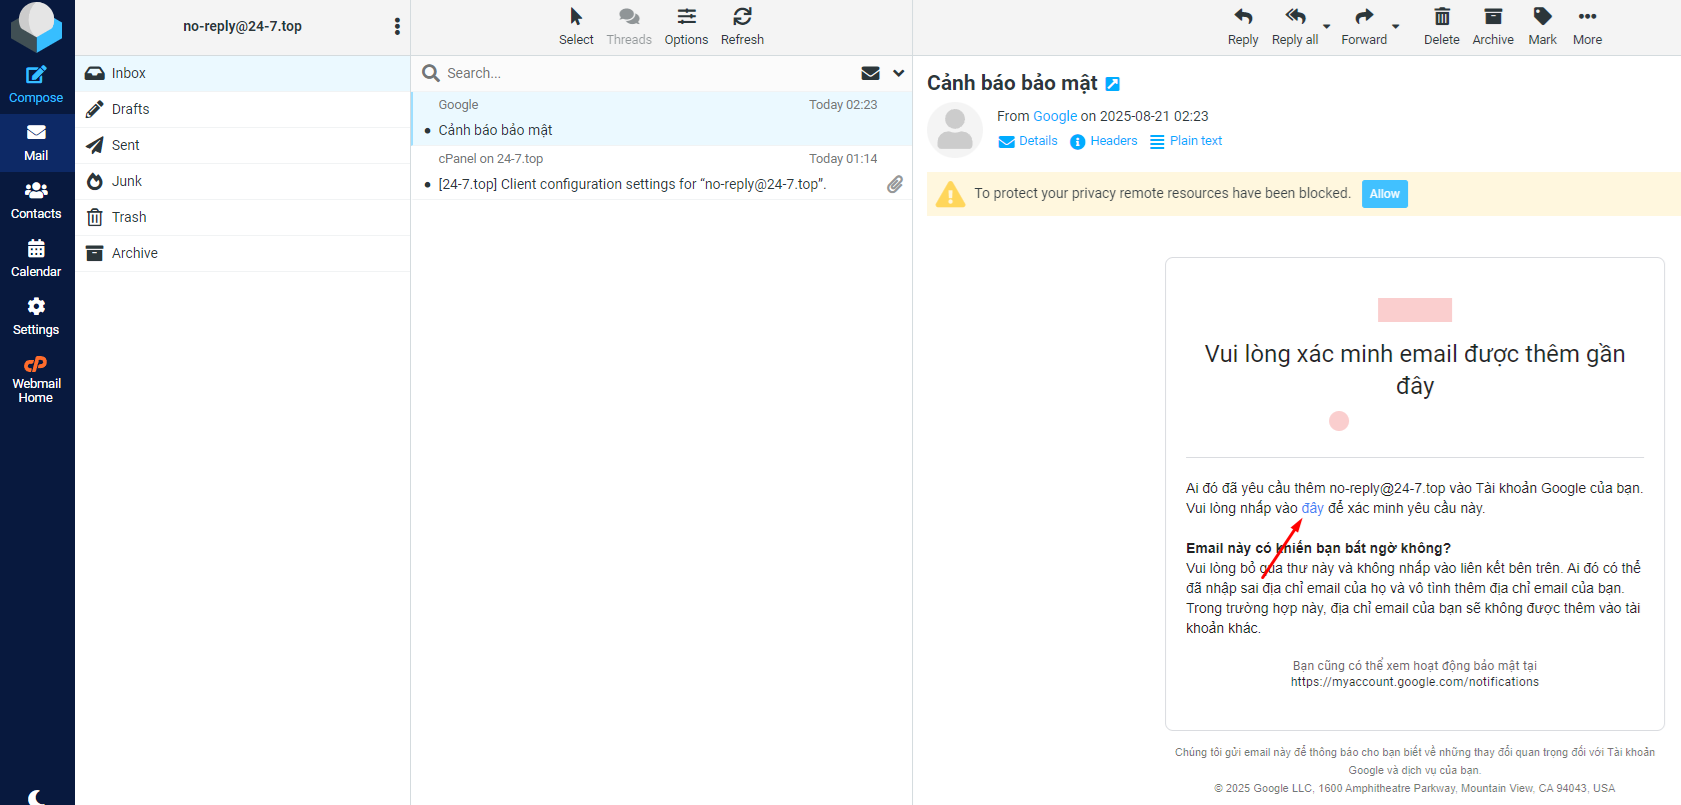 no-reply@24-7.top
Select
Threads
Options
Refresh
Reply
Reply all
Forward
Delete
Archive
Mark
More
Compose
Mail
Contacts
Calendar
Settings
cP
Webmail
Home
Inbox
Drafts
Sent
Junk
Trash
Archive
Search...
Google
Today 02:23
Cảnh báo bảo mật
cPanel on 24-7.top
Today 01:14
[24-7.top] Client configuration settings for “no-reply@24-7.top”.
Cảnh báo bảo mật
From Google on 2025-08-21 02:23
Details
Headers
Plain text
To protect your privacy remote resources have been blocked.
Allow
Vui lòng xác minh email được thêm gần
đây
Ai đó đã yêu cầu thêm no-reply@24-7.top vào Tài khoản Google của bạn.
Vui lòng nhấp vào đây để xác minh yêu cầu này.
Email này có khiến bạn bất ngờ không?
Vui lòng bỏ qua thư này và không nhấp vào liên kết bên trên. Ai đó có thể
đã nhập sai địa chỉ email của họ và vô tình thêm địa chỉ email của bạn.
Trong trường hợp này, địa chỉ email của bạn sẽ không được thêm vào tài
khoản khác.
Bạn cũng có thể xem hoạt động bảo mật tại
https://myaccount.google.com/notifications
Chúng tôi gửi email này để thông báo cho bạn biết về những thay đổi quan trọng đối với Tài khoản
Google và dịch vụ của bạn.
© 2025 Google LLC, 1600 Amphitheatre Parkway, Mountain View, CA 94043, USA